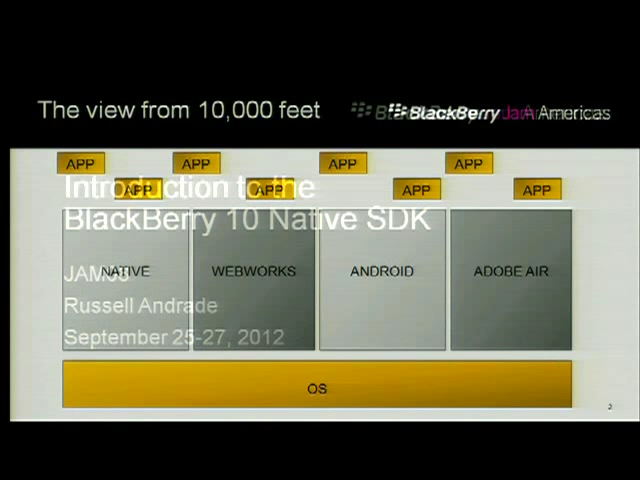 The view from 10,000 feet
BlackBerry Jam Americas
APP APP APP APP
APP APP APP APP
Introduction to the
BlackBerry 10 Native SDK
NATIVE WEBWORKS ANDROID ADOBE AIR
Russell Andrade
September 25-27, 2012
OS
2